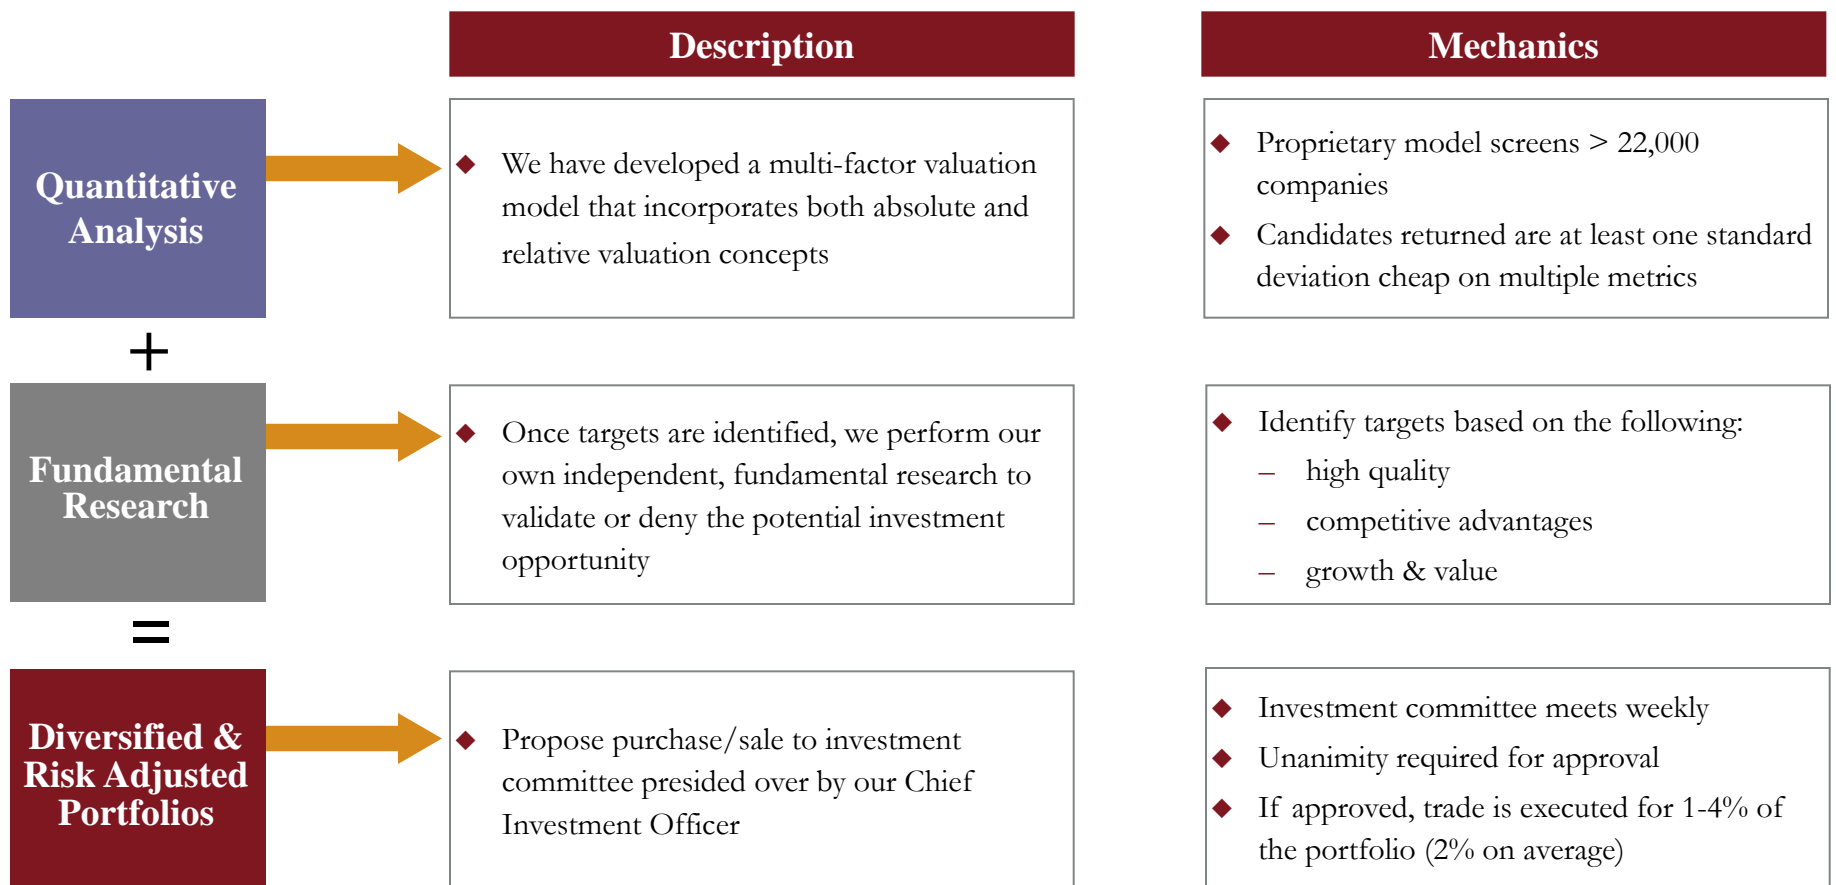 Description
Mechanics
Quantitative
Analysis
◆ We have developed a multi-factor valuation
model that incorporates both absolute and
relative valuation concepts
◆ Proprietary model screens > 22,000
companies
◆ Candidates returned are at least one standard
deviation cheap on multiple metrics
+
Fundamental
Research
◆ Once targets are identified, we perform our
own independent, fundamental research to
validate or deny the potential investment
opportunity
◆ Identify targets based on the following:
– high quality
– competitive advantages
– growth & value
=
Diversified &
Risk Adjusted
Portfolios
◆ Propose purchase/sale to investment
committee presided over by our Chief
Investment Officer
◆ Investment committee meets weekly
◆ Unanimity required for approval
◆ If approved, trade is executed for 1-4% of
the portfolio (2% on average)